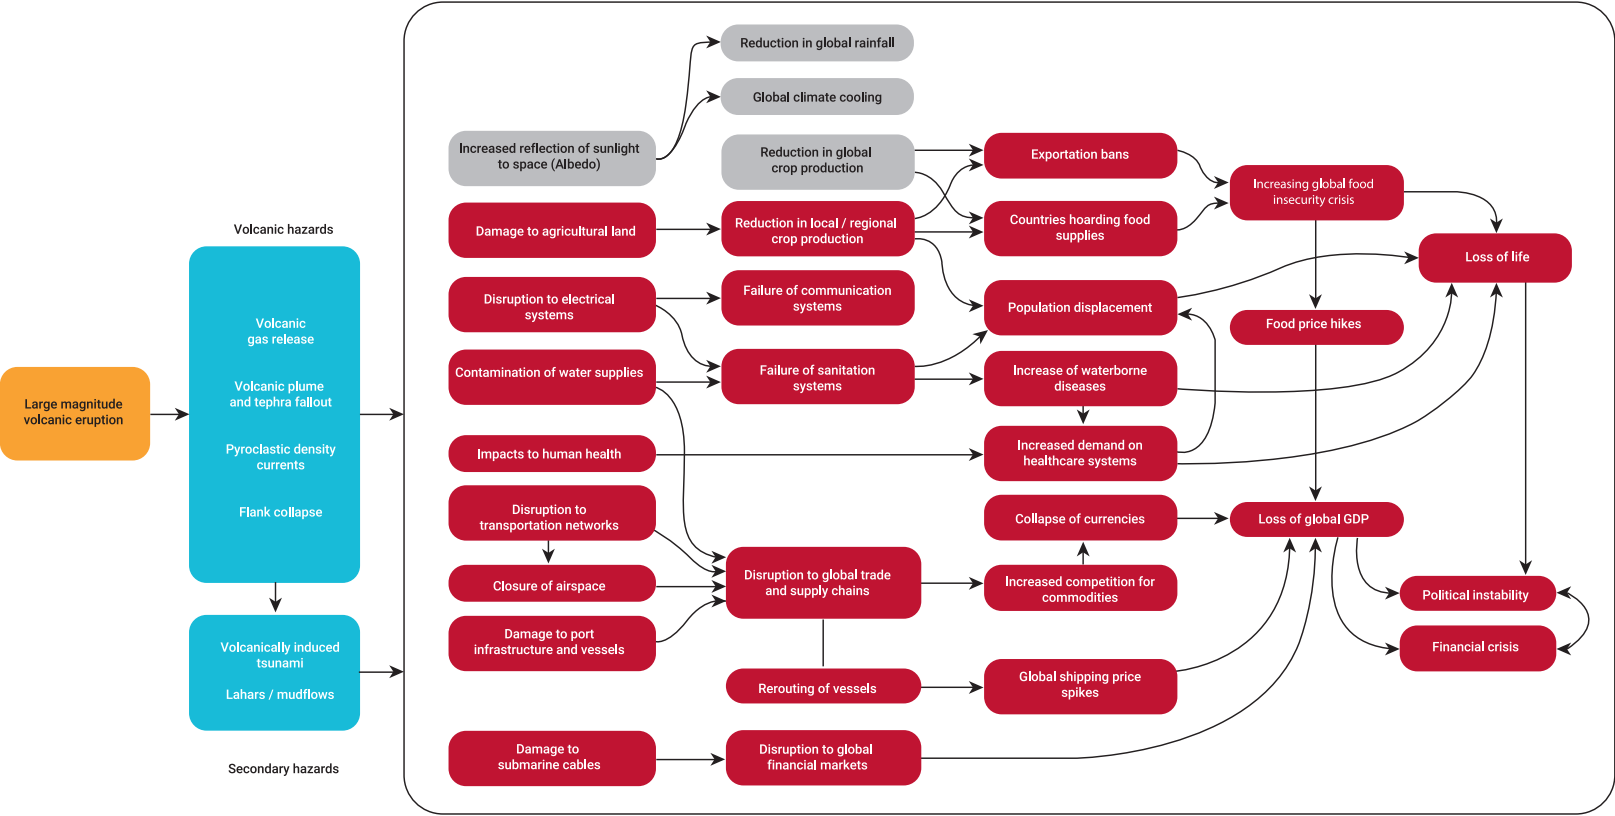 Large magnitude
volcanic eruption
Volcanic hazards
Volcanic
gas release
Volcanic plume
and tephra fallout
Pyroclastic density
currents
Flank collapse
Volcanically induced
tsunami
Lahars / mudflows
Secondary hazards
Increased reflection of sunlight
to space (Albedo)
Damage to agricultural land
Disruption to electrical
systems
Contamination of water supplies
Impacts to human health
Disruption to
transportation networks
Closure of airspace
Damage to port
infrastructure and vessels
Damage to
submarine cables
Reduction in global rainfall
Global climate cooling
Reduction in global
crop production
Reduction in local / regional
crop production
Failure of communication
systems
Failure of sanitation
systems
Disruption to global trade
and supply chains
Rerouting of vessels
Disruption to global
financial markets
Exportation bans
Countries hoarding food
supplies
Population displacement
Increase of waterborne
diseases
Increased demand on
healthcare systems
Collapse of currencies
Increased competition for
commodities
Global shipping price
spikes
Increasing global food
insecurity crisis
Food price hikes
Loss of global GDP
Loss of life
Political instability
Financial crisis